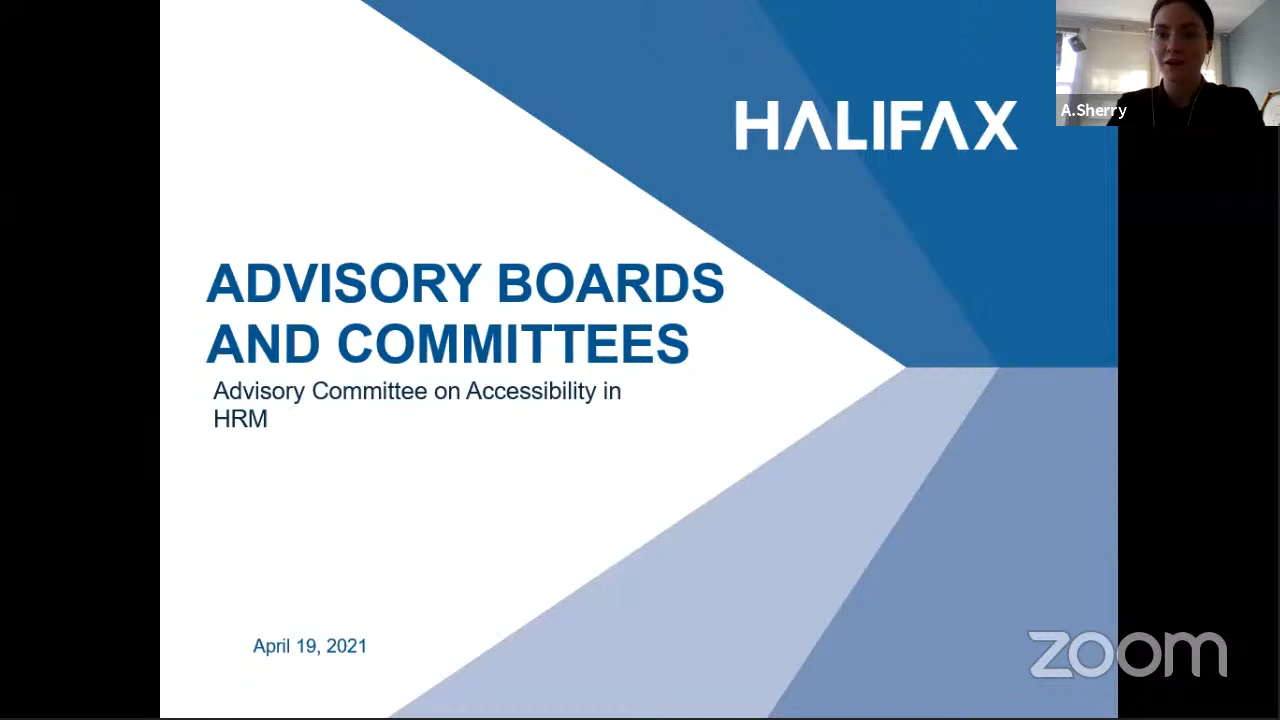 HALIFAX
A.Sherry
ADVISORY BOARDS
AND COMMITTEES
Advisory Committee on Accessibility in
HRM
April 19, 2021
zoom